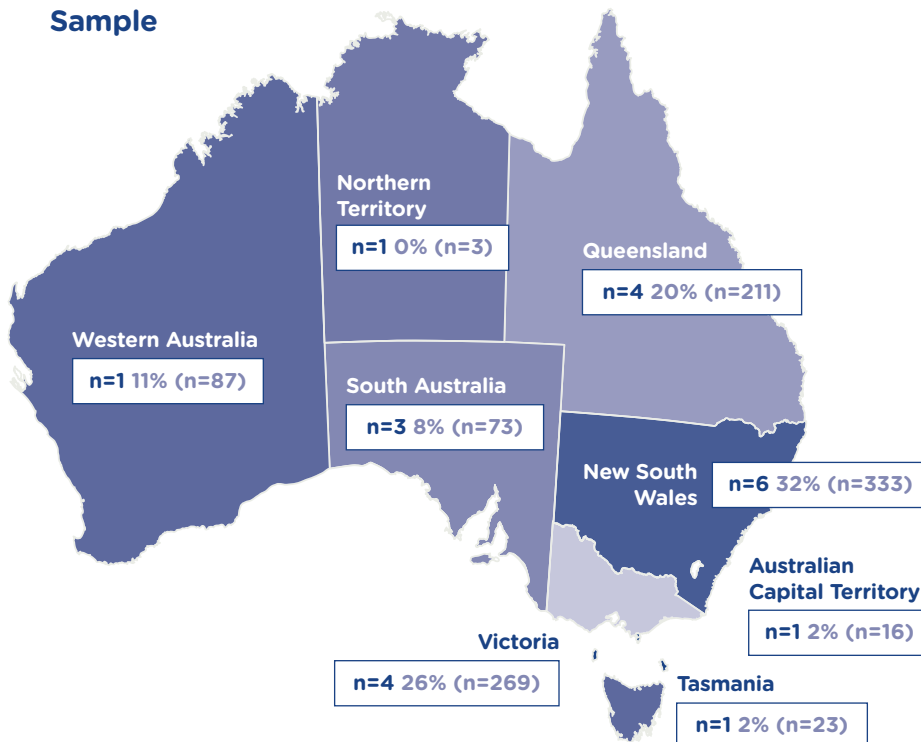 Sample
Northern
Territory
n=1 0% (n=3)
Queensland
n=4 20% (n=211)
Western Australia
n=1 11% (n=87)
South Australia
n=3 8% (n=73)
New South
Wales
n=6 32% (n=333)
Australian
Capital Territory
n=1 2% (n=16)
Victoria
n=4 26% (n=269)
Tasmania
n=1 2% (n=23)